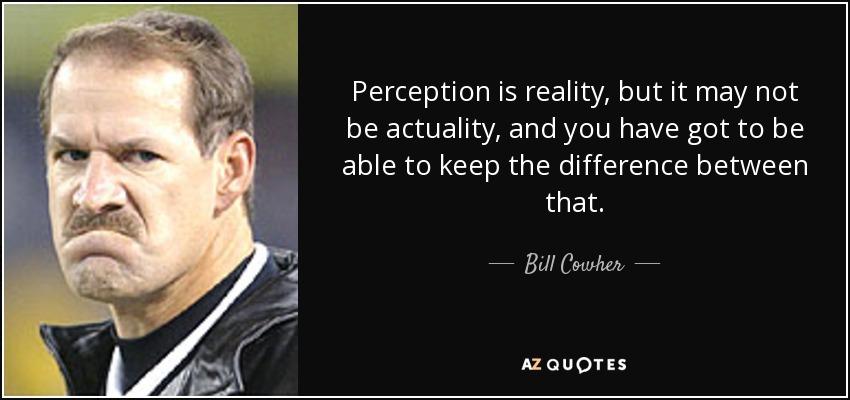 Perception is reality, but it may not
be actuality, and you have got to be
able to keep the difference between
that.
Bill Cowher
AZ QUOTES